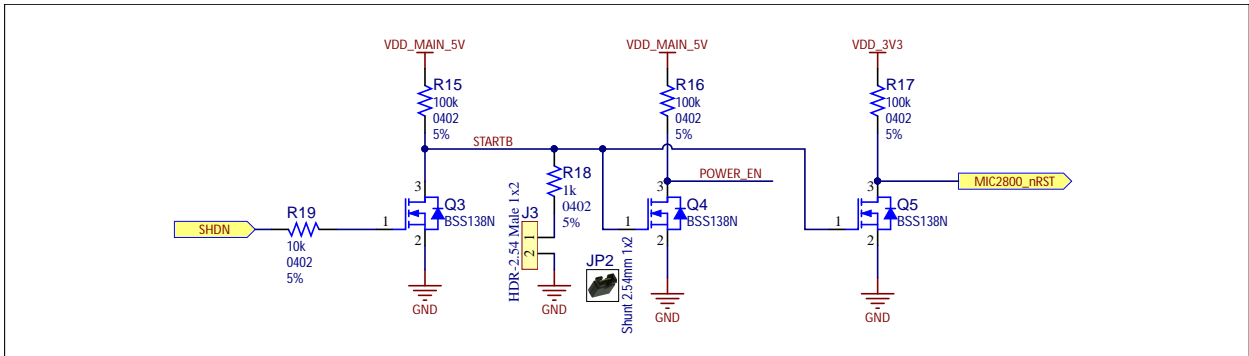 VDD_MAIN_5V
VDD_MAIN_5V
VDD_3V3
R15
100k
0402
5%
R16
100k
0402
5%
R17
100k
0402
5%
STARTB
R18
1k
0402
5%
POWER_EN
MIC2800_nRST
3
Q3
BSS138N
1
2
3
Q4
BSS138N
1
2
3
Q5
BSS138N
1
2
SHDN
R19
10k
0402
5%
J3
1
2
HDR-2.54 Male 1x2
JP2
Shunt 2.54mm 1x2
GND
GND
GND
GND